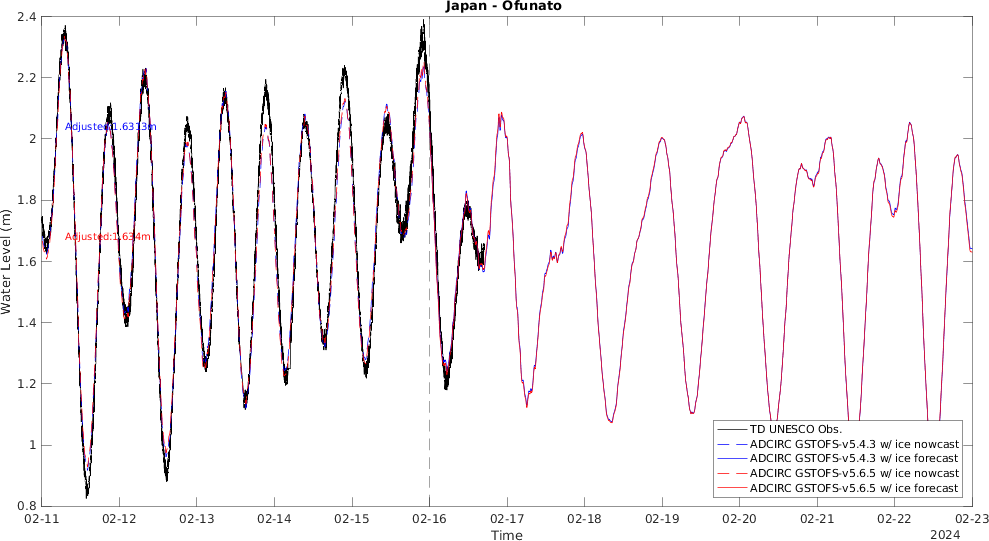 Japan - Ofunato
Water Level (m)
2.4
2.2
2
1.8
1.6
1.4
1.2
1
0.8
Adjusted:1.6313m
Adjusted:1.634m
TD UNESCO Obs.
ADCIRC GSTOFS-v5.4.3 w/ ice nowcast
ADCIRC GSTOFS-v5.4.3 w/ ice forecast
ADCIRC GSTOFS-v5.6.5 w/ ice nowcast
ADCIRC GSTOFS-v5.6.5 w/ ice forecast
02-11 02-12 02-13 02-14 02-15 02-16 02-17 02-18 02-19 02-20 02-21 02-22 02-23
Time
2024